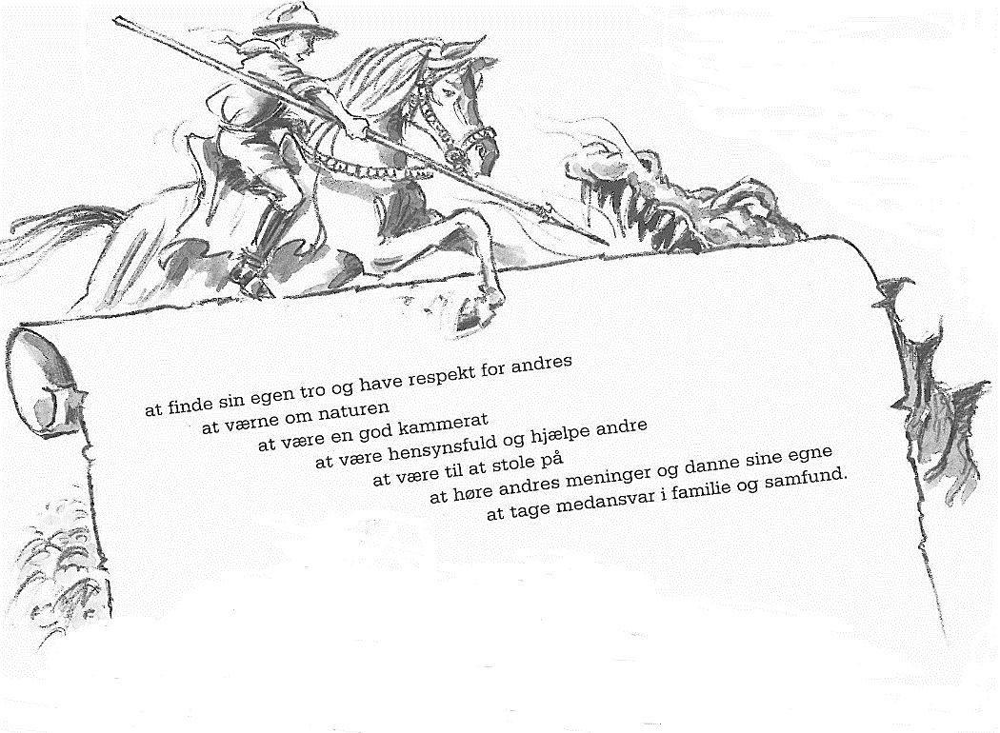 at finde sin egen tro og have respekt for andres
at værne om naturen
at være en god kammerat
at være hensynsfuld og hjælpe andre
at være til at stole på
at høre andres meninger og danne sine egne
at tage medansvar i familie og samfund.